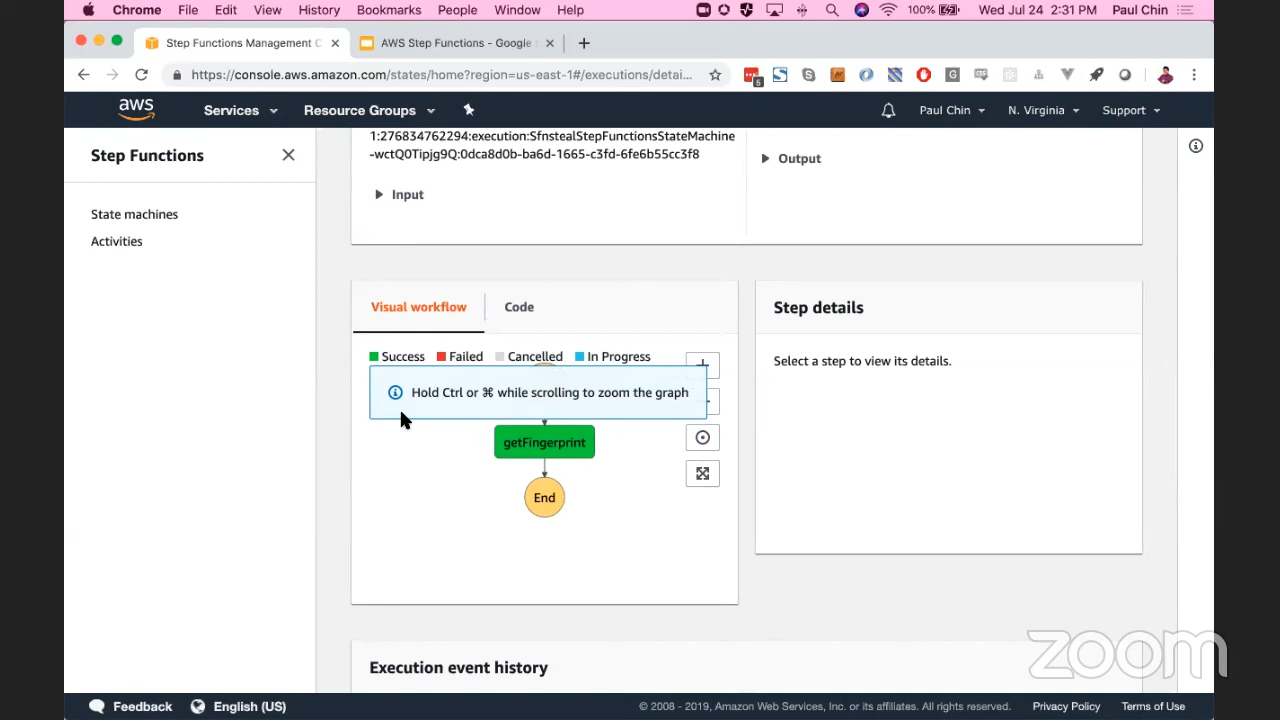 Chrome File Edit View History Bookmarks People Window Help 100% Wed Jul 24 2:31 PM Paul Chin
Step Functions Management C
AWS Step Functions - Google
https://console.aws.amazon.com/states/home?region=us-east-1#/executions/detai...
5
aws Services Resource Groups Paul Chin N. Virginia Support
Step Functions
State machines
Activities
1:276834762294:execution:SfnstealStepFunctionsStateMachine
-wctQ0Tipjg9Q:0dca8d0b-ba6d-1665-c3fd-6fe6b55cc3f8
Input
Output
Visual workflow Code
Success Failed Cancelled In Progress
Hold Ctrl or ⌘ while scrolling to zoom the graph
getFingerprint
End
Step details
Select a step to view its details.
Execution event history
zoom
Feedback English (US) © 2008 - 2019, Amazon Web Services, Inc. or its affiliates. All rights reserved. Privacy Policy Terms of Use